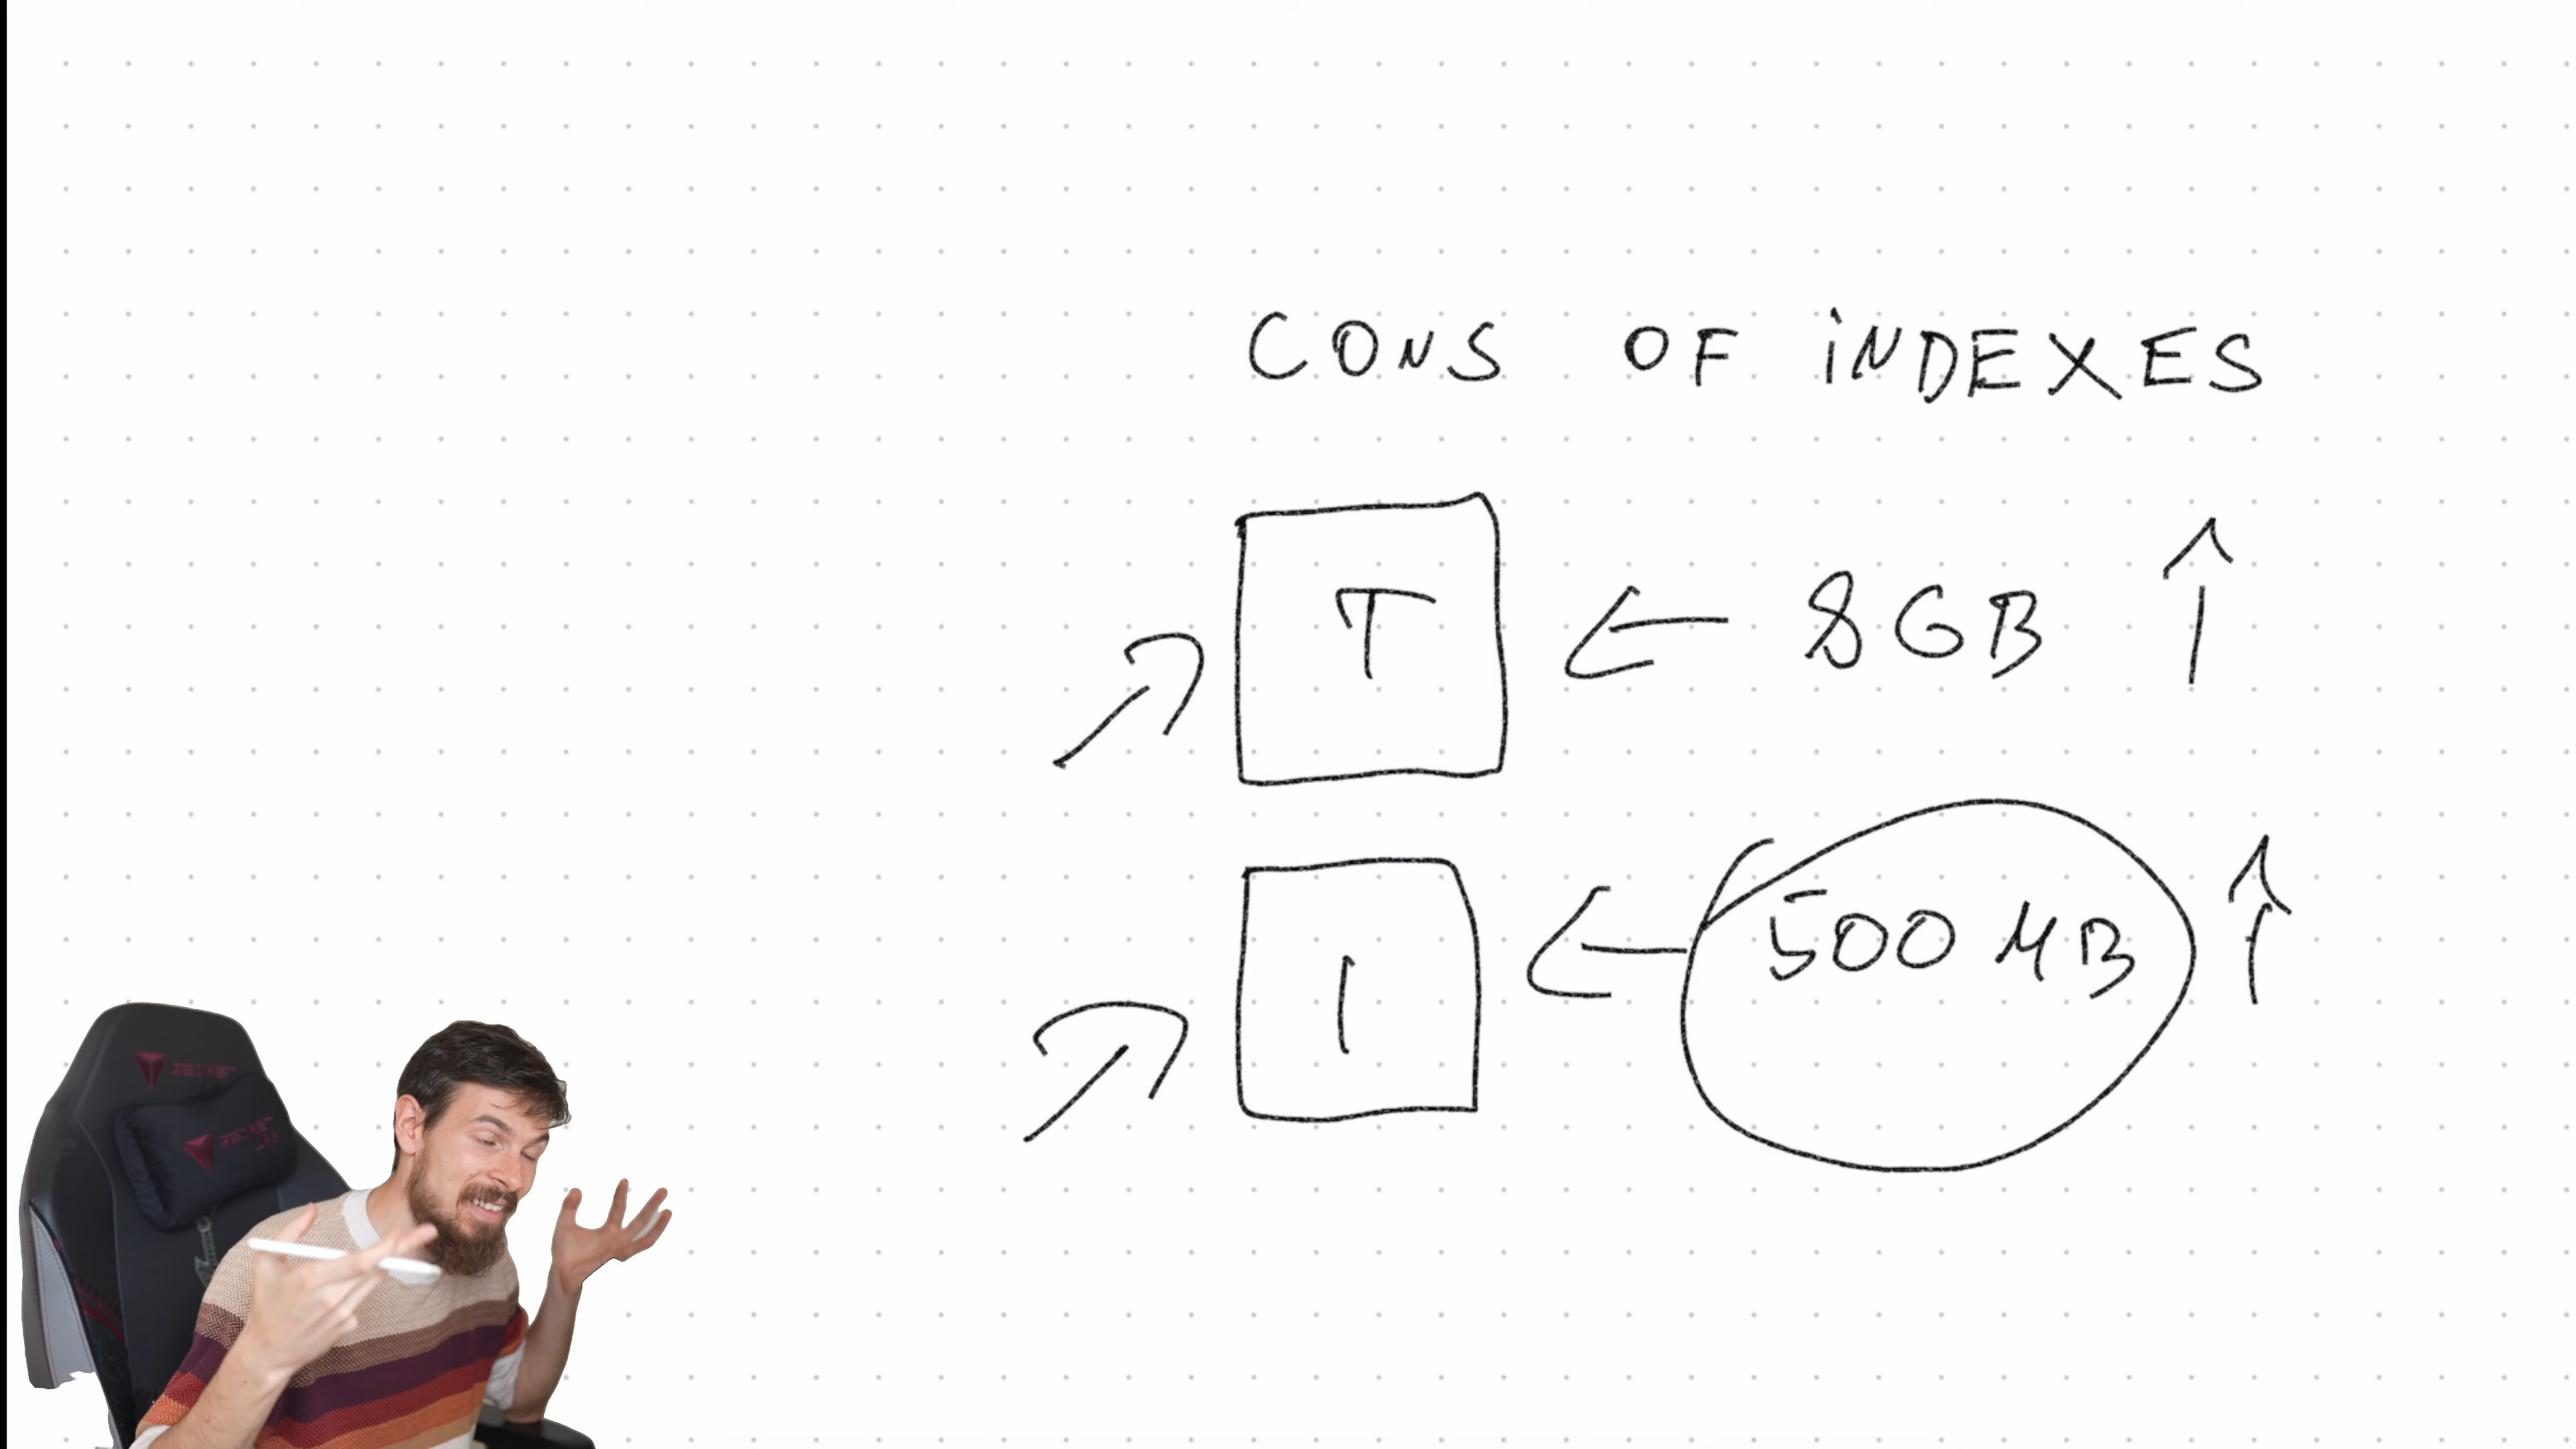 CONS OF iNDEXES
T ← 8GB ↑
I ← 500 MB ↑